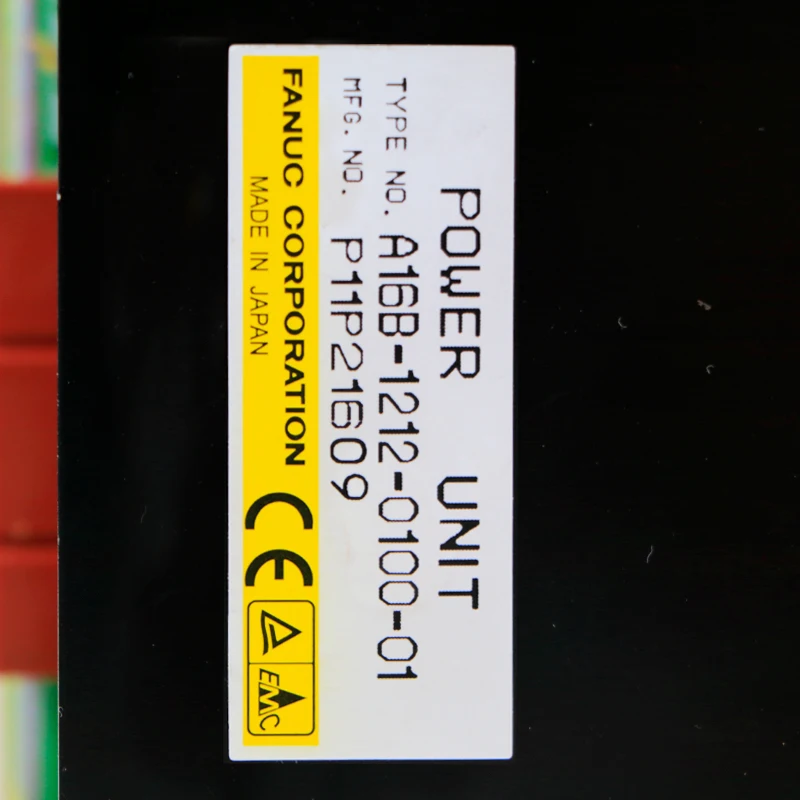 POWER UNIT
TYPE NO. A16B-1212-0100-01
MFG. NO. P11P21609
FANUC CORPORATION
MADE IN JAPAN
CE
EMC